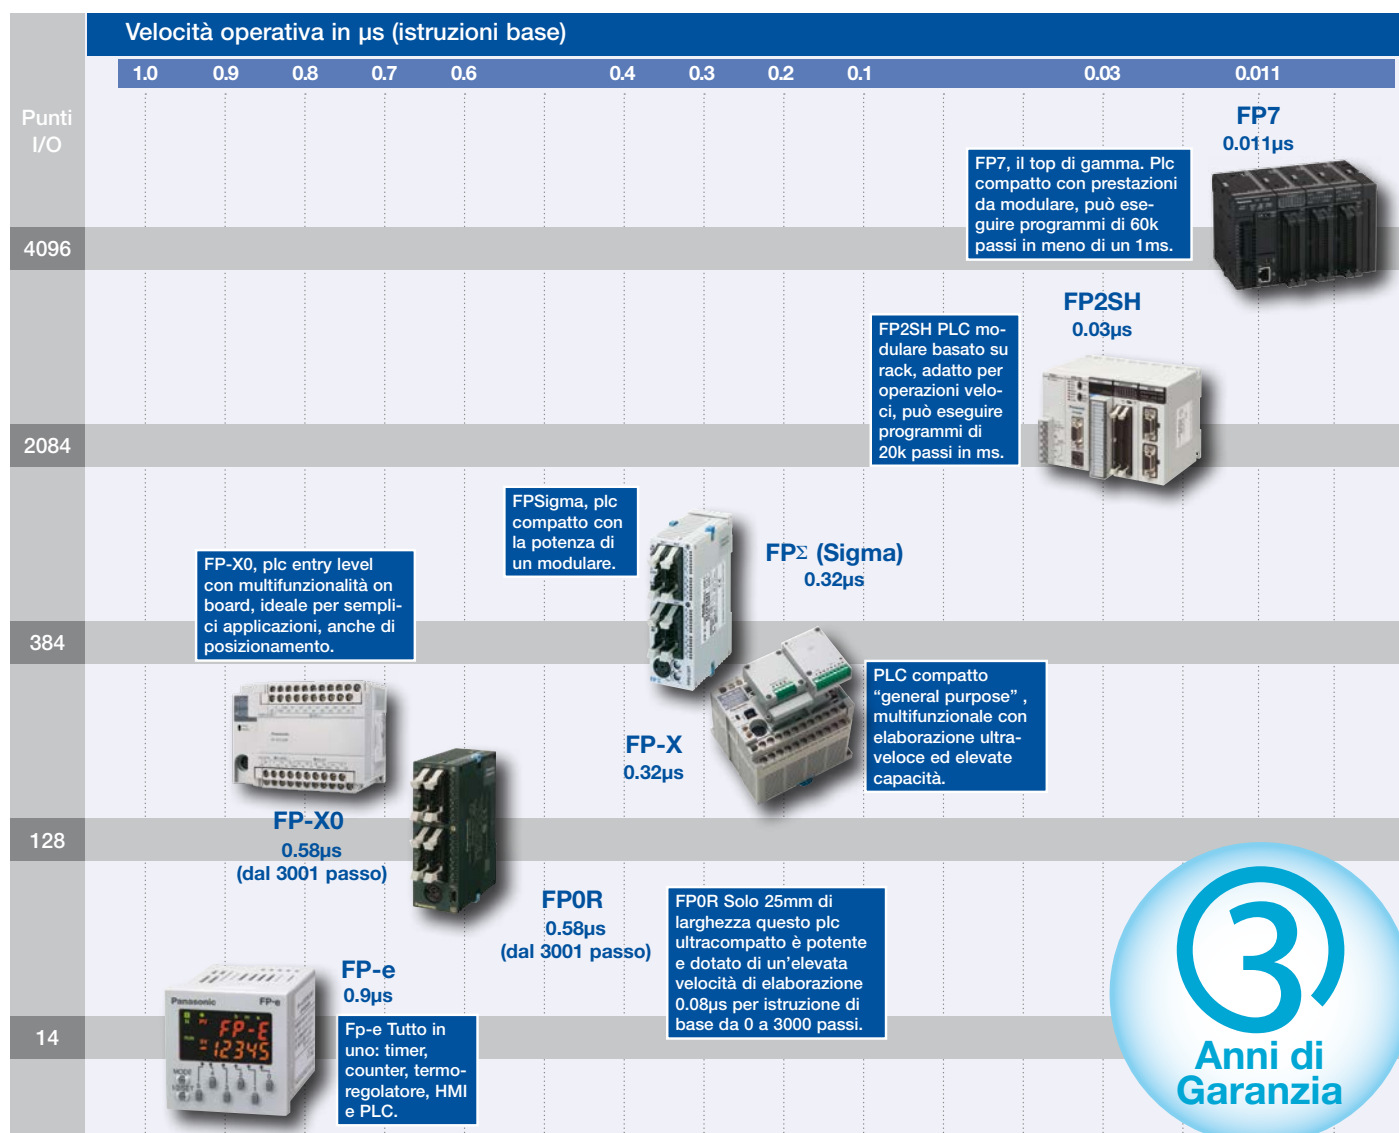 Velocità operativa in µs (istruzioni base)
1.0 0.9 0.8 0.7 0.6 0.4 0.3 0.2 0.1 0.03 0.011
Punti
I/O
4096
2084
384
128
14
FP7
0.011µs
FP7, il top di gamma. Plc
compatto con prestazioni
da modulare, può ese-
guire programmi di 60k
passi in meno di un 1ms.
FP2SH
0.03µs
FP2SH PLC mo-
dulare basato su
rack, adatto per
operazioni velo-
ci, può eseguire
programmi di
20k passi in ms.
FPSigma, plc
compatto con
la potenza di
un modulare.
FPΣ (Sigma)
0.32µs
FP-X0, plc entry level
con multifunzionalità on
board, ideale per sempli-
ci applicazioni, anche di
posizionamento.
PLC compatto
“general purpose” ,
multifunzionale con
elaborazione ultra-
veloce ed elevate
capacità.
FP-X
0.32µs
Panasonic
FP-X0
0.58µs
(dal 3001 passo)
FP0R
0.58µs
(dal 3001 passo)
FP0R Solo 25mm di
larghezza questo plc
ultracompatto è potente
e dotato di un’elevata
velocità di elaborazione
0.08µs per istruzione di
base da 0 a 3000 passi.
FP-e
0.9µs
Panasonic FP-e
PV FP-E
SV 12345
MODE
Fp-e Tutto in
uno: timer,
counter, termo-
regolatore, HMI
e PLC.
3
Anni di
Garanzia